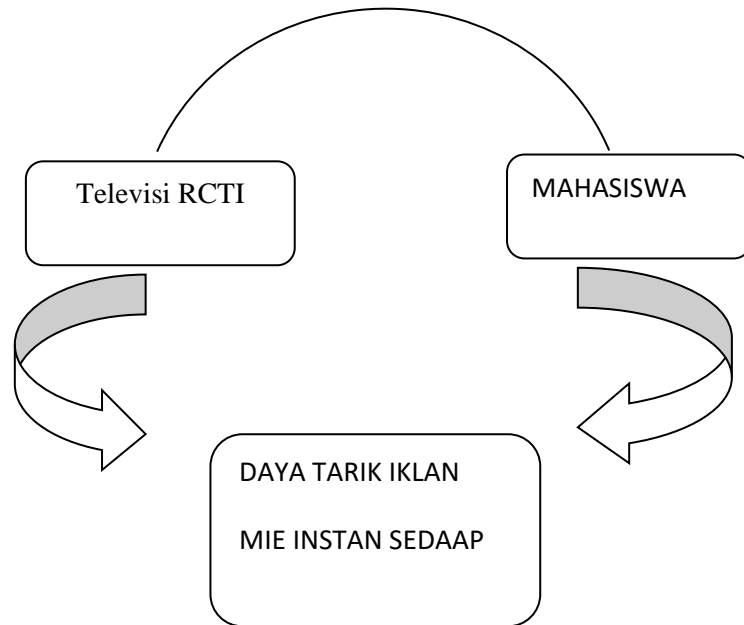 Televisi RCTI
MAHASISWA
DAYA TARIK IKLAN
MIE INSTAN SEDAAP